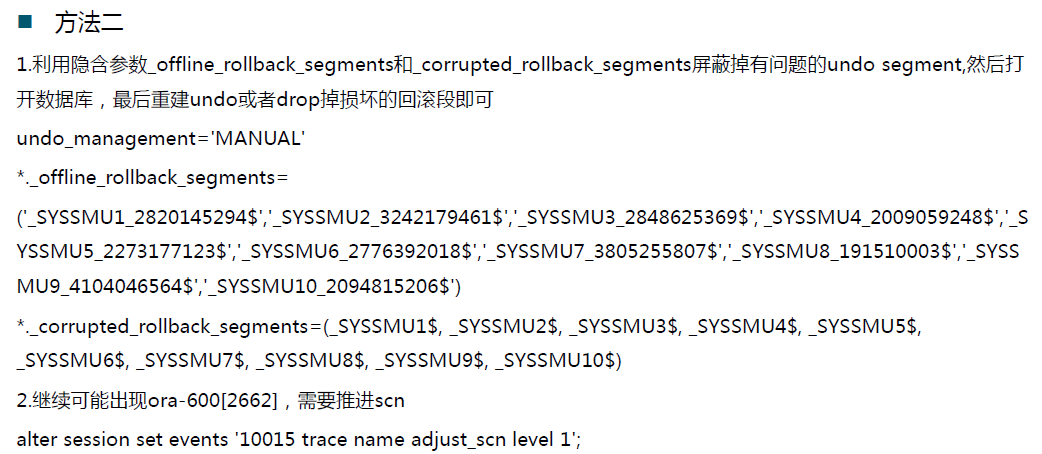 ■ 方法二
1.利用隐含参数_offline_rollback_segments和_corrupted_rollback_segments屏蔽掉有问题的undo segment,然后打
开数据库，最后重建undo或者drop掉损坏的回滚段即可
undo_management='MANUAL'
*._offline_rollback_segments=
('_SYSSMU1_2820145294$','_SYSSMU2_3242179461$','_SYSSMU3_2848625369$','_SYSSMU4_2009059248$','_S
YSSMU5_2273177123$','_SYSSMU6_2776392018$','_SYSSMU7_3805255807$','_SYSSMU8_191510003$','_SYSS
MU9_4104046564$','_SYSSMU10_2094815206$')
*._corrupted_rollback_segments=(_SYSSMU1$, _SYSSMU2$, _SYSSMU3$, _SYSSMU4$, _SYSSMU5$,
_SYSSMU6$, _SYSSMU7$, _SYSSMU8$, _SYSSMU9$, _SYSSMU10$)
2.继续可能出现ora-600[2662]，需要推进scn
alter session set events '10015 trace name adjust_scn level 1';